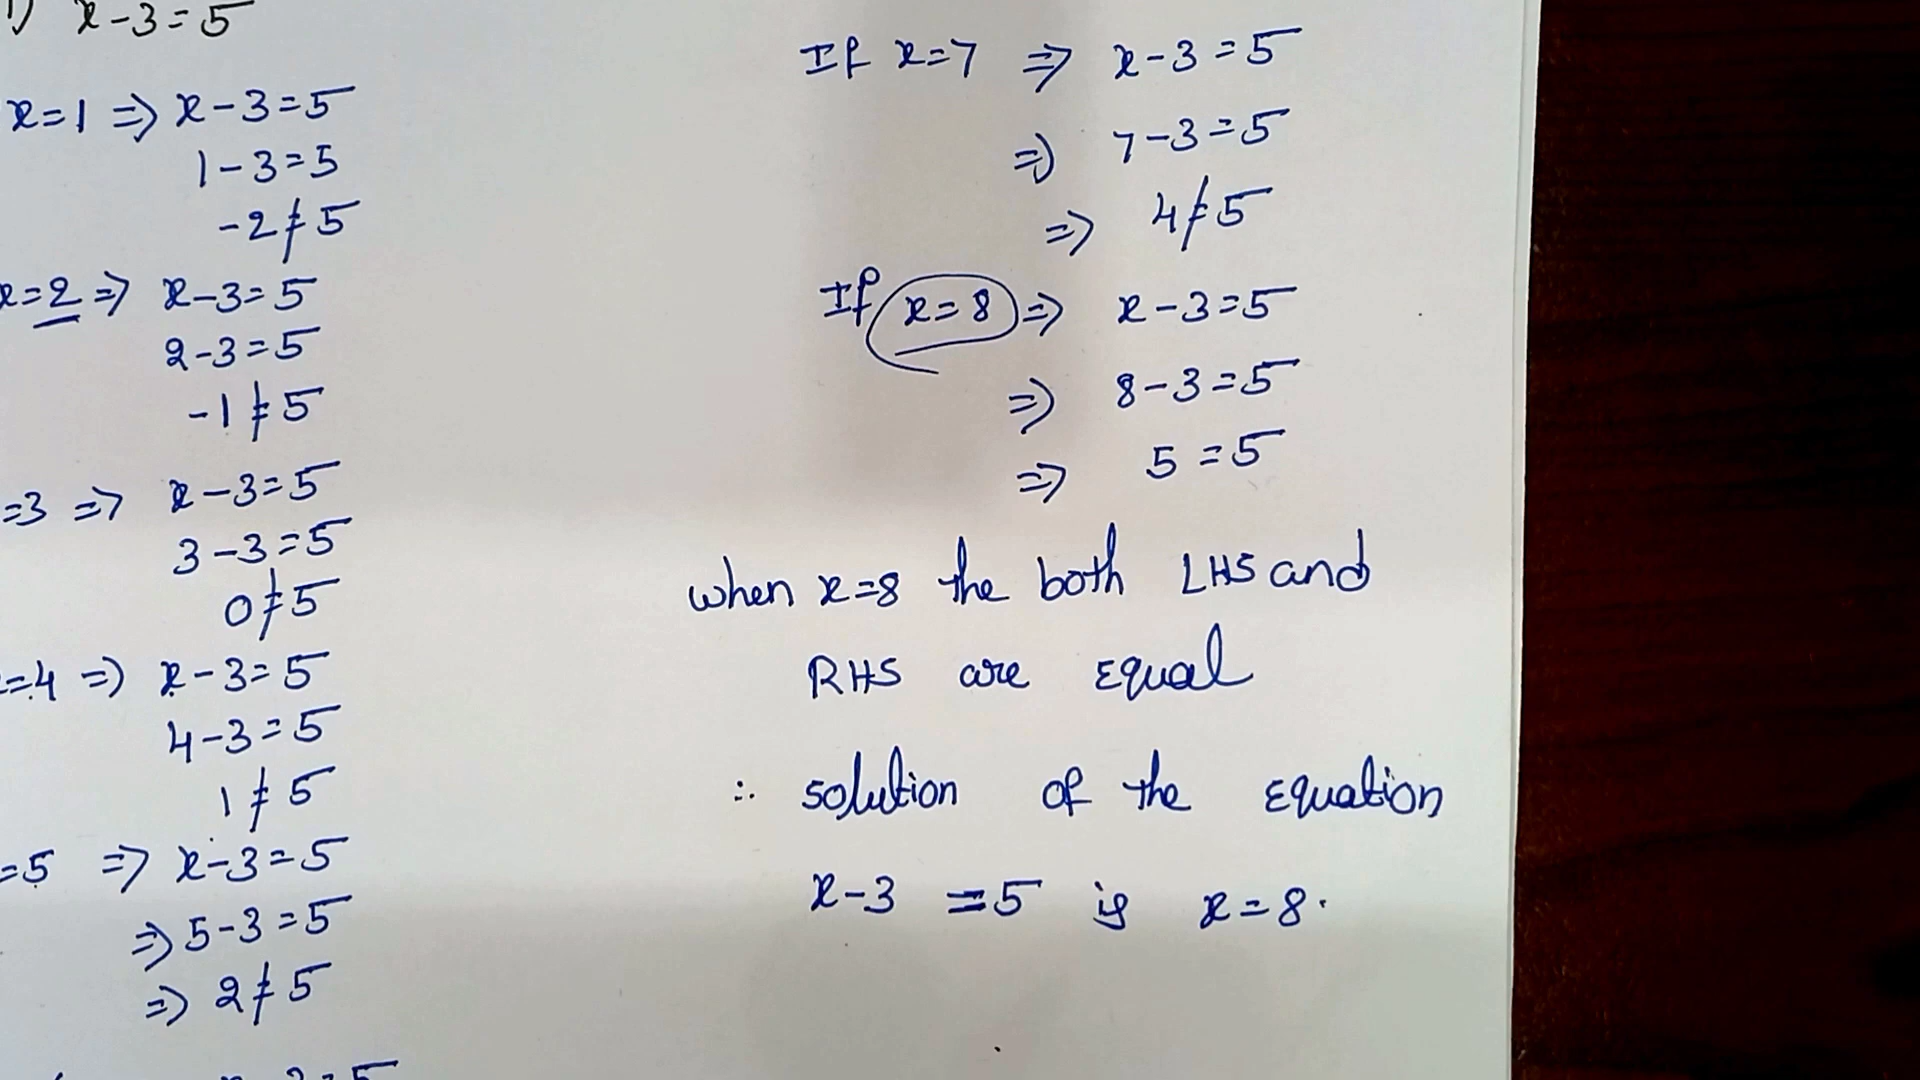 1) x-3=5
x=1 => x-3=5
1-3=5
-2≠5
x=2 => x-3=5
2-3=5
-1≠5
=3 => x-3=5
3-3=5
0≠5
=4 => x-3=5
4-3=5
1≠5
=5 => x-3=5
=> 5-3=5
=> 2≠5
If x=7 => x-3=5
=> 7-3=5
=> 4≠5
If x=8 => x-3=5
=> 8-3=5
=> 5=5
when x=8 the both LHS and
RHS are Equal
∴ solution of the Equation
x-3=5 is x=8.